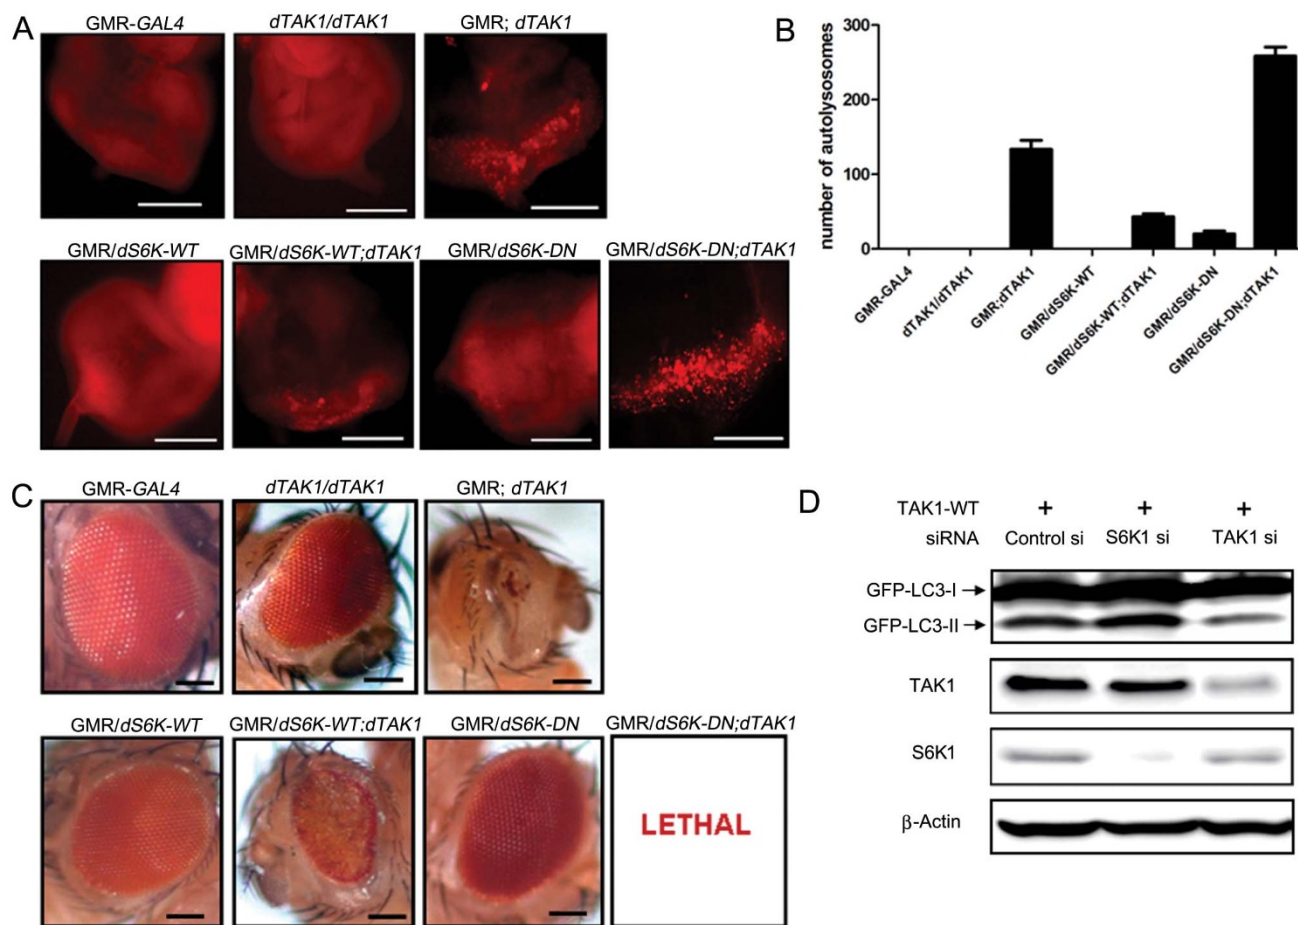 A
GMR-GAL4
dTAK1/dTAK1
GMR; dTAK1
GMR/dS6K-WT
GMR/dS6K-WT;dTAK1
GMR/dS6K-DN
GMR/dS6K-DN;dTAK1
B
number of autolysosomes
300
200
100
0
GMR-GAL4
dTAK1/dTAK1
GMR;dTAK1
GMR/dS6K-WT
GMR/dS6K-WT;dTAK1
GMR/dS6K-DN
GMR/dS6K-DN;dTAK1
C
GMR-GAL4
dTAK1/dTAK1
GMR; dTAK1
GMR/dS6K-WT
GMR/dS6K-WT;dTAK1
GMR/dS6K-DN
GMR/dS6K-DN;dTAK1
LETHAL
D
TAK1-WT + + +
siRNA Control si S6K1 si TAK1 si
GFP-LC3-I →
GFP-LC3-II →
TAK1
S6K1
β-Actin